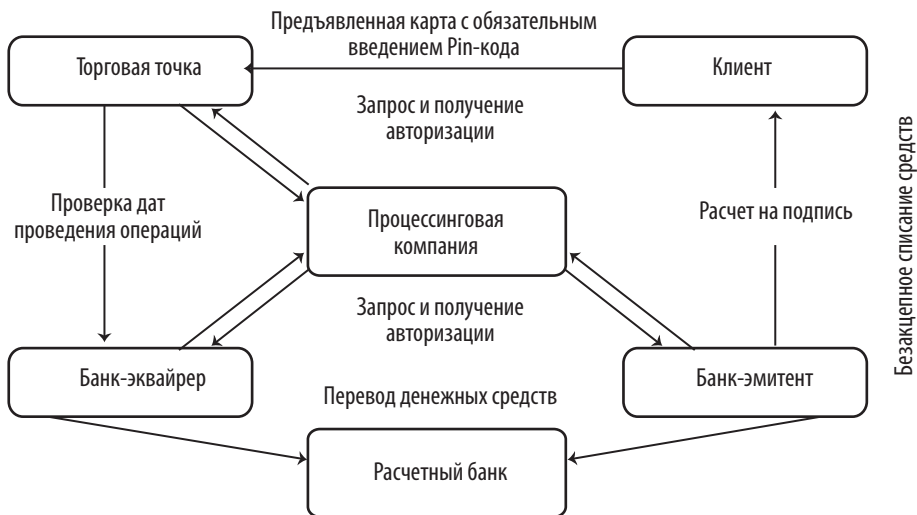 Предъявленная карта с обязательным
введением Pin-кода
Торговая точка
Клиент
Запрос и получение
авторизации
Проверка дат
проведения операций
Процессинговая
компания
Расчет на подпись
Безакцепное списание средств
Запрос и получение
авторизации
Банк-эквайрер
Банк-эмитент
Перевод денежных средств
Расчетный банк